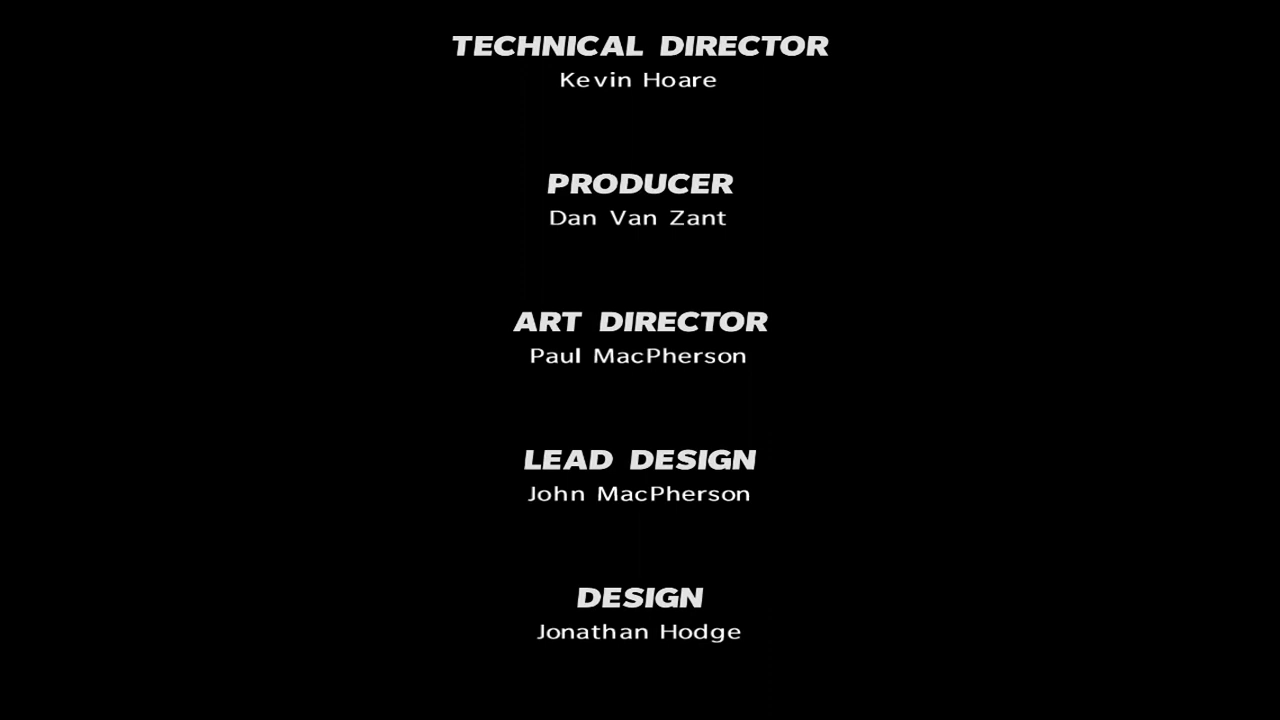 TECHNICAL DIRECTOR
Kevin Hoare
PRODUCER
Dan Van Zant
ART DIRECTOR
Paul MacPherson
LEAD DESIGN
John MacPherson
DESIGN
Jonathan Hodge